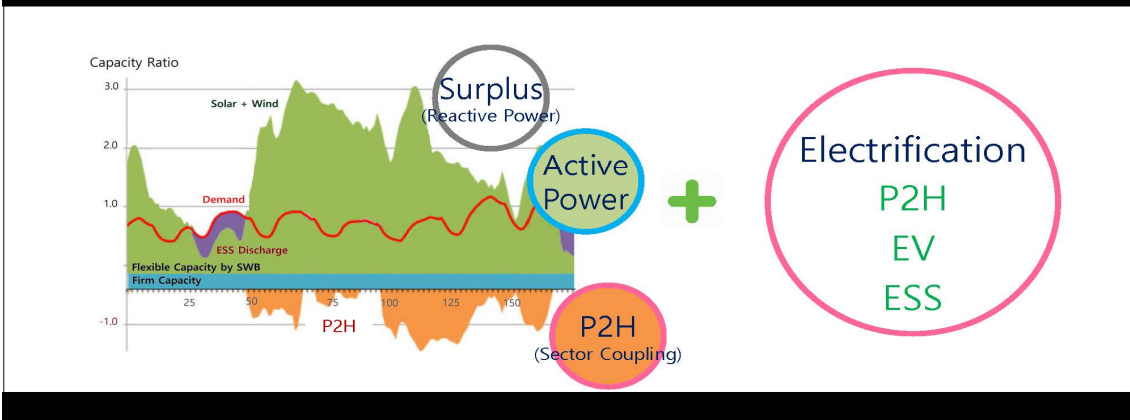 Capacity Ratio
3.0
Solar + Wind
2.0
Demand
1.0
ESS Discharge
Flexible Capacity by SWB
Firm Capacity
25 50 75 100 125 150
-1.0
P2H
Surplus
(Reactive Power)
Active
Power
P2H
(Sector Coupling)
Electrification
P2H
EV
ESS